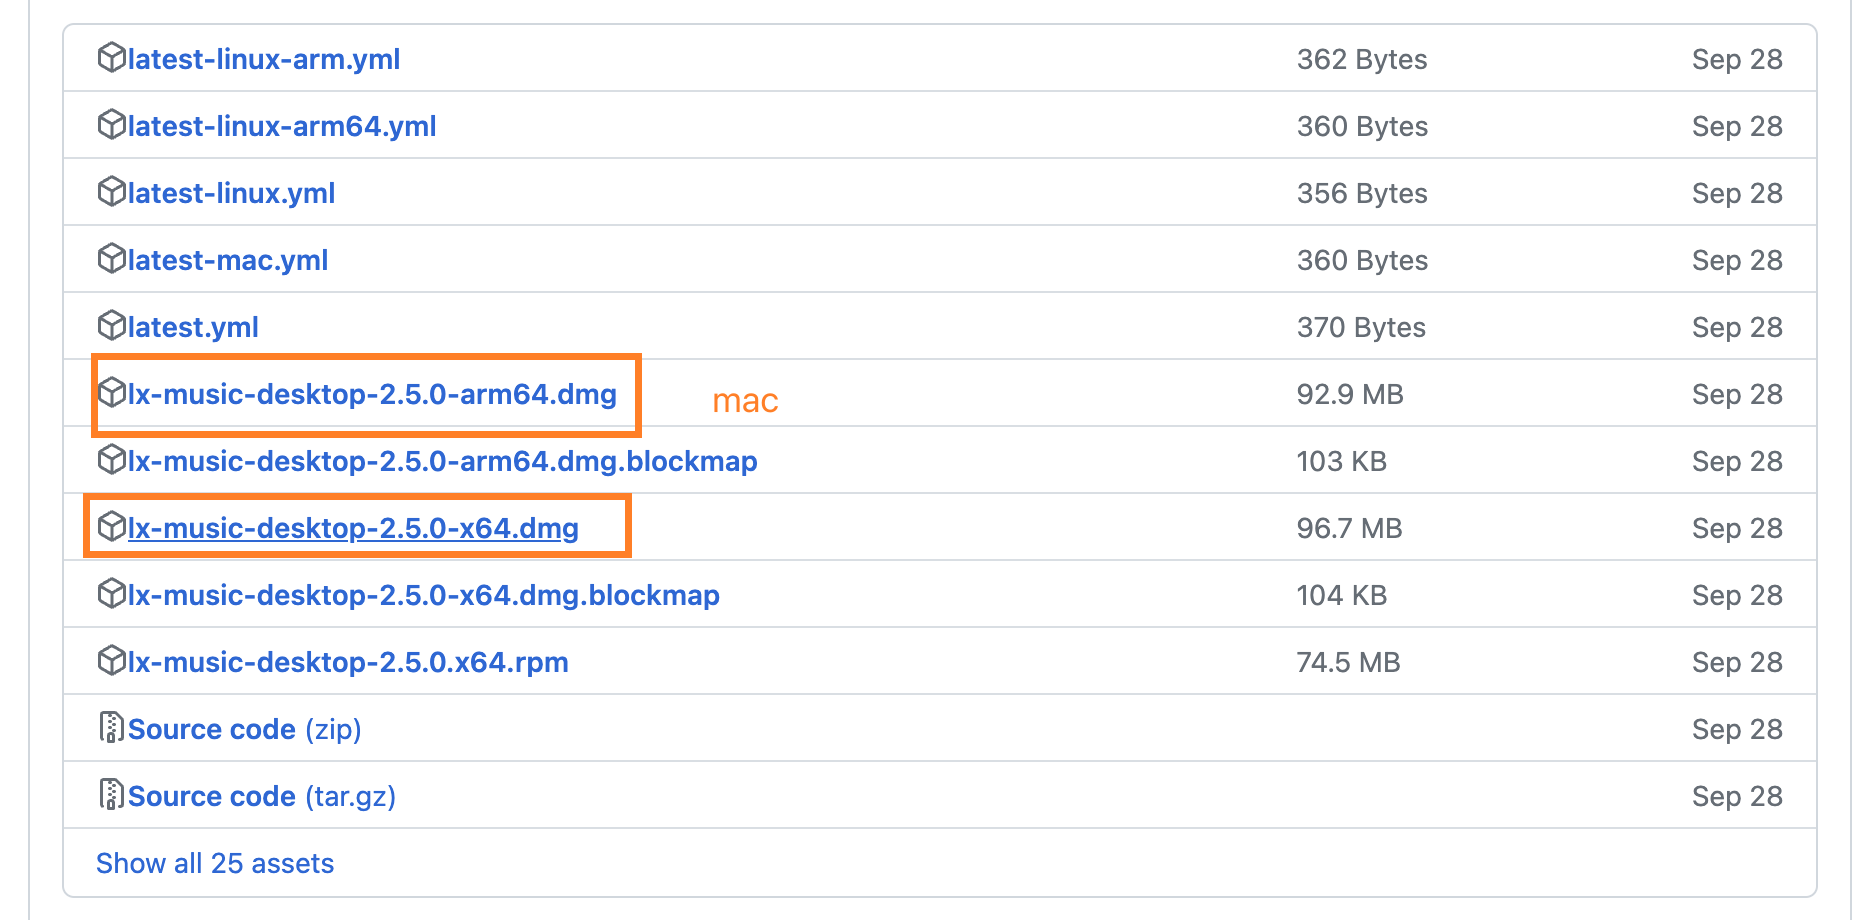 latest-linux-arm.yml 362 Bytes Sep 28
latest-linux-arm64.yml 360 Bytes Sep 28
latest-linux.yml 356 Bytes Sep 28
latest-mac.yml 360 Bytes Sep 28
latest.yml 370 Bytes Sep 28
lx-music-desktop-2.5.0-arm64.dmg mac 92.9 MB Sep 28
lx-music-desktop-2.5.0-arm64.dmg.blockmap 103 KB Sep 28
lx-music-desktop-2.5.0-x64.dmg 96.7 MB Sep 28
lx-music-desktop-2.5.0-x64.dmg.blockmap 104 KB Sep 28
lx-music-desktop-2.5.0.x64.rpm 74.5 MB Sep 28
Source code (zip) Sep 28
Source code (tar.gz) Sep 28
Show all 25 assets